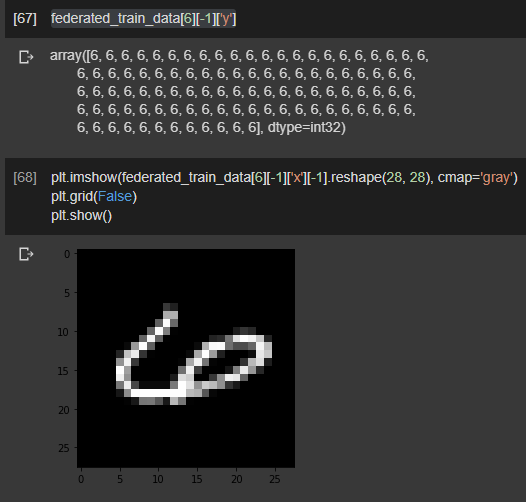 [67] federated_train_data[6][-1]['y']
array([6, 6, 6, 6, 6, 6, 6, 6, 6, 6, 6, 6, 6, 6, 6, 6, 6, 6, 6, 6, 6, 6,
6, 6, 6, 6, 6, 6, 6, 6, 6, 6, 6, 6, 6, 6, 6, 6, 6, 6, 6, 6, 6, 6,
6, 6, 6, 6, 6, 6, 6, 6, 6, 6, 6, 6, 6, 6, 6, 6, 6, 6, 6, 6, 6, 6,
6, 6, 6, 6, 6, 6, 6, 6, 6, 6, 6, 6, 6, 6, 6, 6, 6, 6, 6, 6, 6, 6,
6, 6, 6, 6, 6, 6, 6, 6, 6, 6, 6, 6], dtype=int32)
[68] plt.imshow(federated_train_data[6][-1]['x'][-1].reshape(28, 28), cmap='gray')
plt.grid(False)
plt.show()
0
5
10
15
20
25
0 5 10 15 20 25